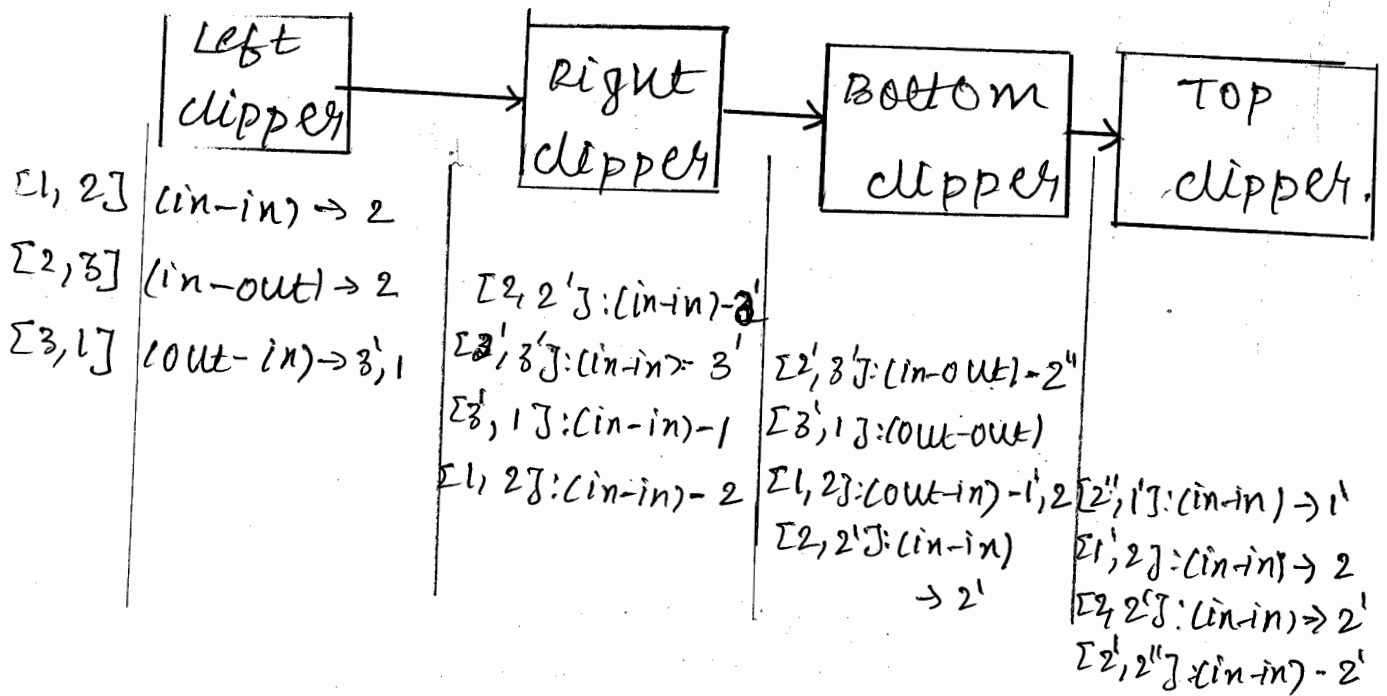 Left
clipper
Right
clipper
Bottom
clipper
Top
clipper.
[1, 2] (in-in) → 2
[2,3] (in-out) → 2
[3,1] (out-in) → 3', 1
[2, 2']:(in-in)-2'
[2', 3']:(in-in)- 3'
[3', 1]:(in-in)-1
[1, 2]:(in-in)- 2
[2', 3']:(in-out)-2"
[3', 1]:(out-out)
[1, 2]:(out-in)-1', 2
[2, 2']:(in-in)
→ 2'
[2", 1']:(in-in) → 1'
[1', 2]:(in-in) → 2
[2, 2']:(in-in) → 2'
[2', 2"]:(in-in) - 2'